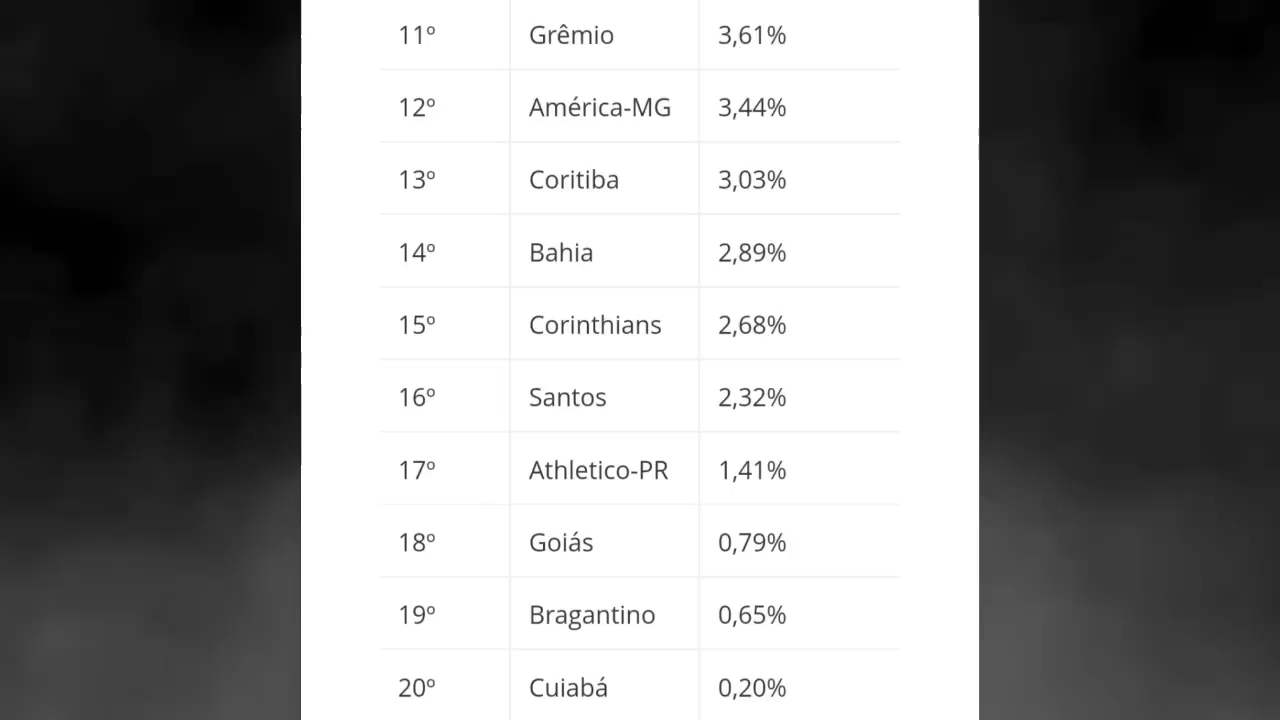 11º Grêmio 3,61%
12º América-MG 3,44%
13º Coritiba 3,03%
14º Bahia 2,89%
15º Corinthians 2,68%
16º Santos 2,32%
17º Athletico-PR 1,41%
18º Goiás 0,79%
19º Bragantino 0,65%
20º Cuiabá 0,20%